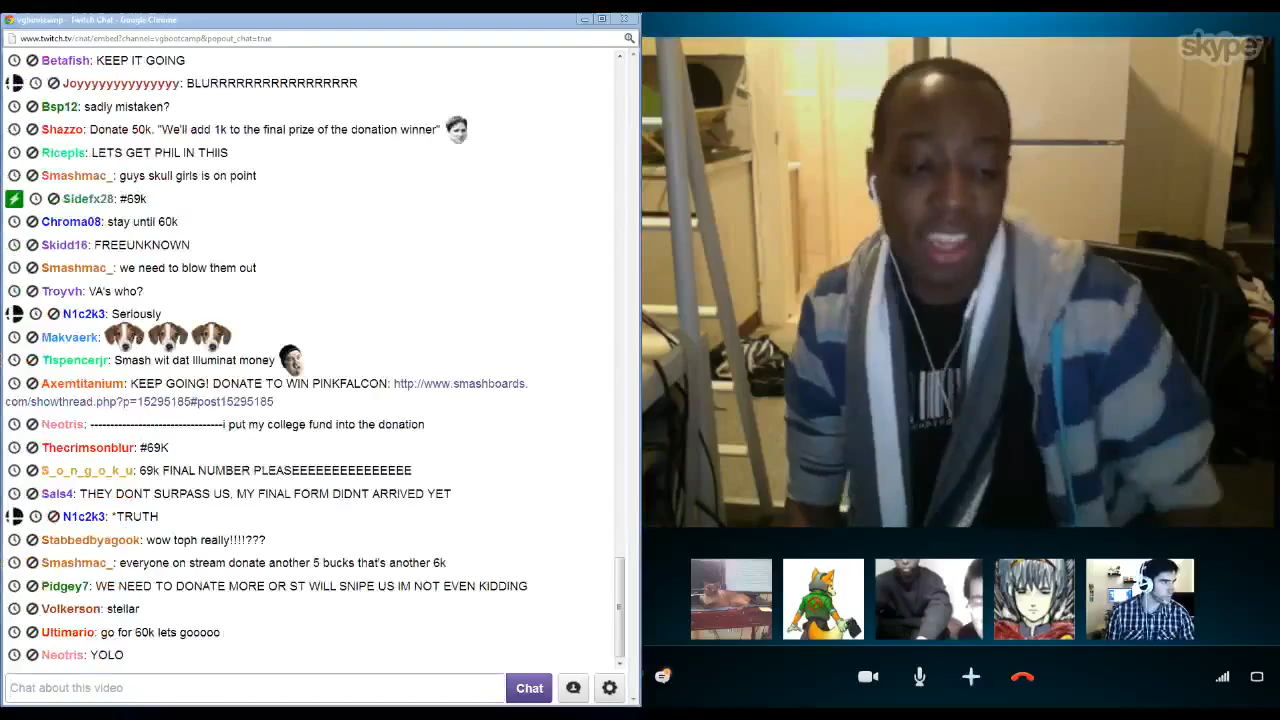 vgbootcamp - Twitch Chat - Google Chrome
www.twitch.tv/chat/embed?channel=vgbootcamp&popout_chat=true
Betafish: KEEP IT GOING
Joyyyyyyyyyyyyyy: BLURRRRRRRRRRRRRRRRR
Bsp12: sadly mistaken?
Shazzo: Donate 50k. "We'll add 1k to the final prize of the donation winner"
Ricepls: LETS GET PHIL IN THIIS
Smashmac_: guys skull girls is on point
Sidefx28: #69k
Chroma08: stay until 60k
Skidd16: FREEUNKNOWN
Smashmac_: we need to blow them out
Troyvh: VA's who?
N1c2k3: Seriously
Makvaerk:
Tlspencerjr: Smash wit dat Illuminat money
Axemtitanium: KEEP GOING! DONATE TO WIN PINKFALCON: http://www.smashboards.
com/showthread.php?p=15295185#post15295185
Neotris: ---------------------------------i put my college fund into the donation
Thecrimsonblur: #69K
S_o_n_g_o_k_u: 69k FINAL NUMBER PLEASEEEEEEEEEEEEEEE
Sals4: THEY DONT SURPASS US, MY FINAL FORM DIDNT ARRIVED YET
N1c2k3: *TRUTH
Stabbedbyagook: wow toph really!!!!???
Smashmac_: everyone on stream donate another 5 bucks that's another 6k
Pidgey7: WE NEED TO DONATE MORE OR ST WILL SNIPE US IM NOT EVEN KIDDING
Volkerson: stellar
Ultimario: go for 60k lets gooooo
Neotris: YOLO
Chat about this video
Chat
skype